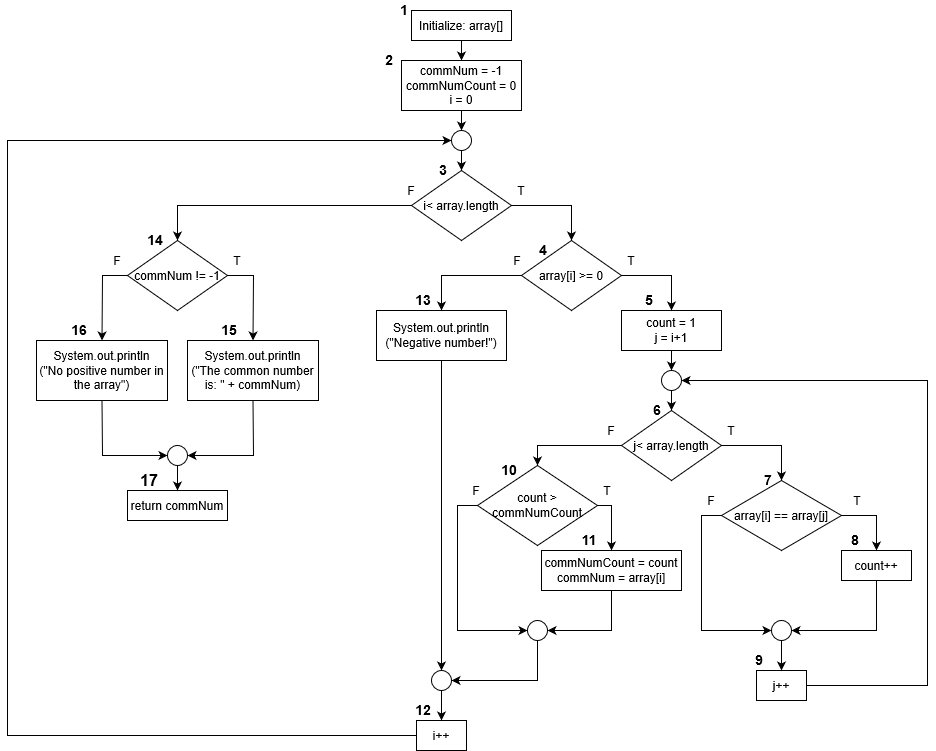 1
Initialize: array[]
2
commNum = -1
commNumCount = 0
i = 0
3
F
T
i< array.length
14
F
T
commNum != -1
4
F
T
array[i] >= 0
16
System.out.println
("No positive number in
the array")
15
System.out.println
("The common number
is: " + commNum)
13
System.out.println
("Negative number!")
5
count = 1
j = i+1
6
F
T
j< array.length
17
return commNum
10
F
T
count >
commNumCount
7
F
T
array[i] == array[j]
11
commNumCount = count
commNum = array[i]
8
count++
9
j++
12
i++